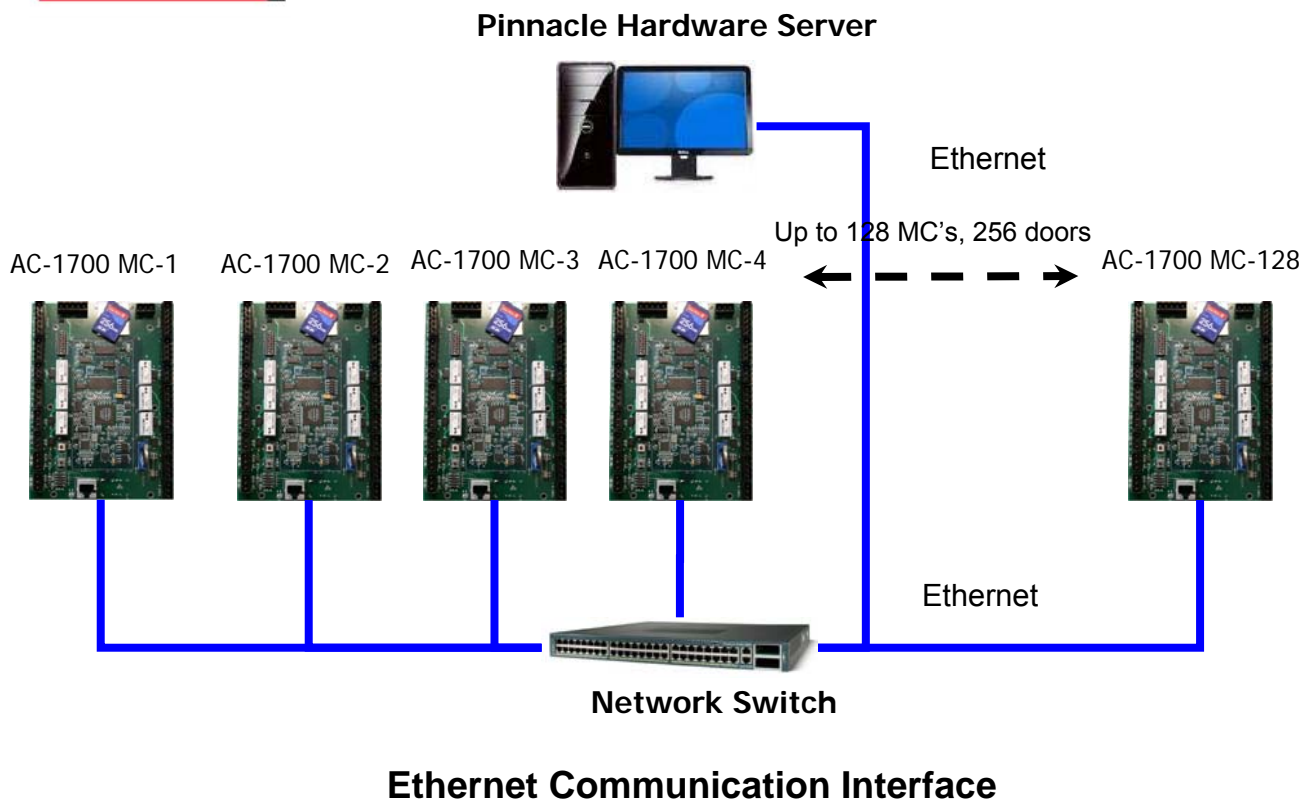 Pinnacle Hardware Server
Ethernet
Up to 128 MC's, 256 doors
AC-1700 MC-1
AC-1700 MC-2
AC-1700 MC-3
AC-1700 MC-4
AC-1700 MC-128
Ethernet
Network Switch
Ethernet Communication Interface